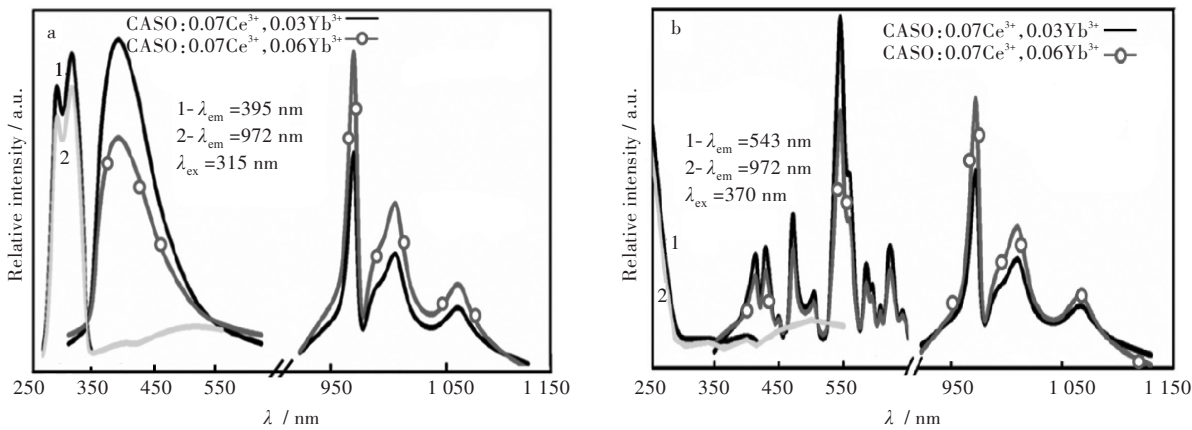 a
CASO:0.07Ce³⁺,0.03Yb³⁺
CASO:0.07Ce³⁺,0.06Yb³⁺
1
2
1-λem=395 nm
2-λem=972 nm
λex=315 nm
Relative intensity / a.u.
250 350 450 550 950 1 050 1 150
λ / nm
b
CASO:0.07Ce³⁺,0.03Yb³⁺
CASO:0.07Ce³⁺,0.06Yb³⁺
1-λem=543 nm
2-λem=972 nm
λex=370 nm
1
2
Relative intensity / a.u.
250 350 450 550 950 1 050 1 150
λ / nm